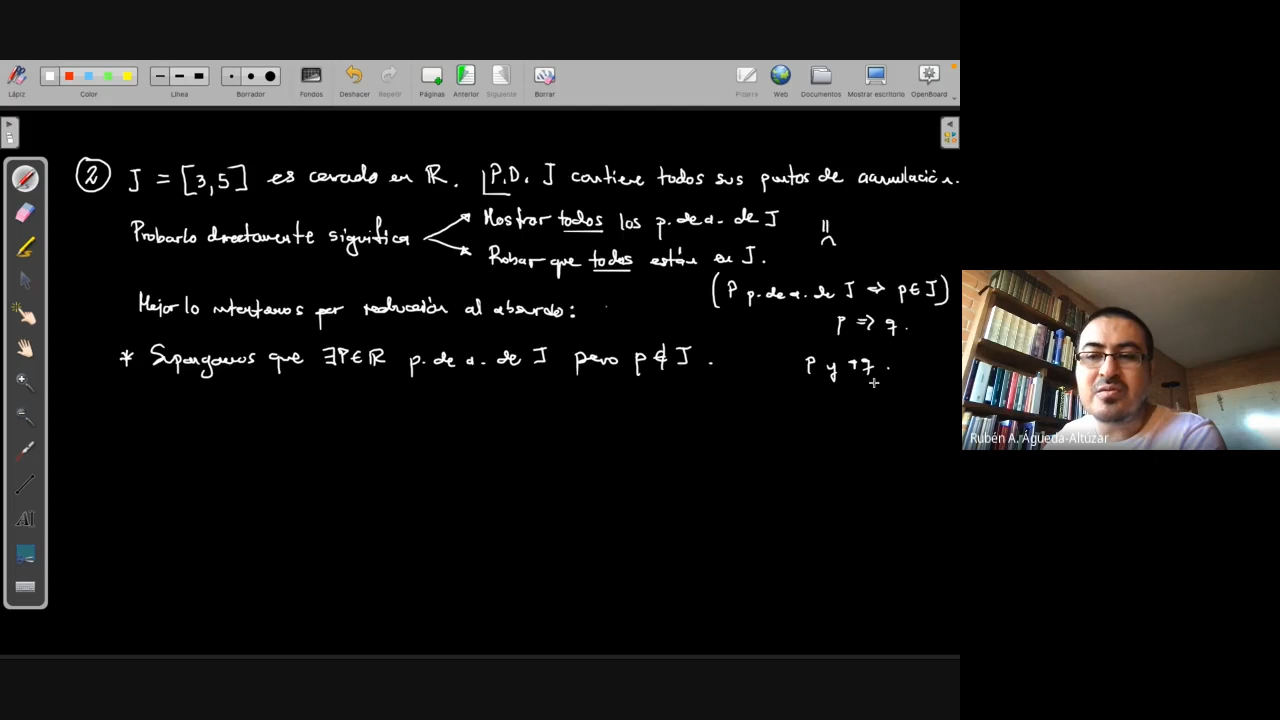 Lápiz Color Línea Borrador Fondos Deshacer Repetir Páginas Anterior Siguiente Borrar Pizarra Web Documentos Mostrar escritorio OpenBoard
② J = [3,5] es cerrado en ℝ. P.D. J contiene todos sus puntos de acumulación.
Probarlo directamente significa
Mostrar todos los p. de a. de J
Probar que todos están en J.
(P p. de a. de J ⇒ p ∈ J)
Mejor lo intentamos por reducción al absurdo:
p ⇒ q.
* Supongamos que ∃P∈ℝ p. de a. de J pero p ∉ J.
P y ¬q.
Rubén A. Águeda-Altúzar